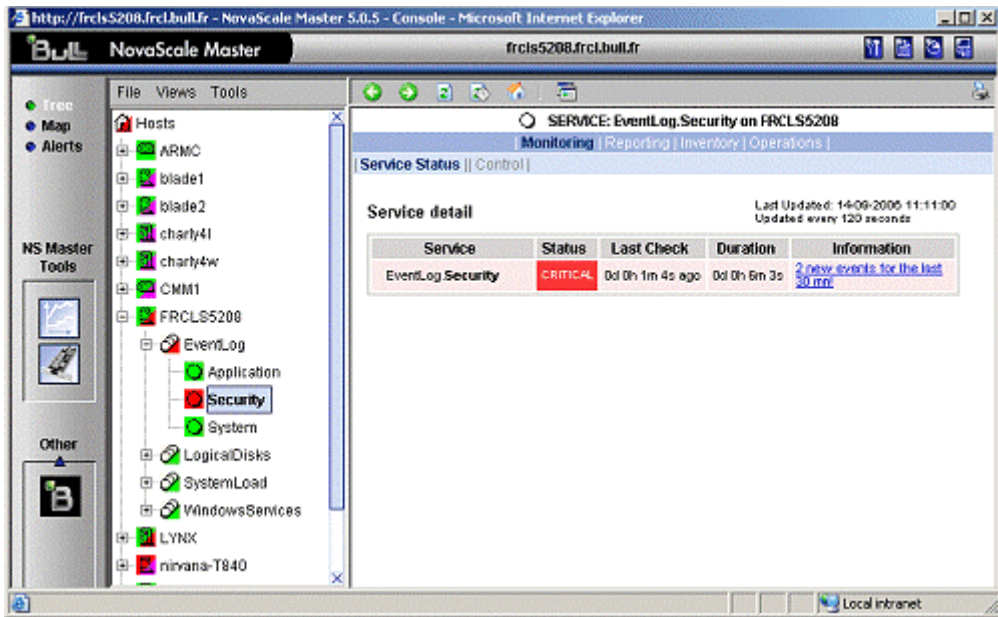 http://frcls5208.frcl.bull.fr - NovaScale Master 5.0.5 - Console - Microsoft Internet Explorer
Bull NovaScale Master frcls5208.frcl.bull.fr
File Views Tools
Tree
Map
Alerts
NS Master
Tools
Other
B
Hosts
ARMC
blade1
blade2
charly4l
charly4w
CMM1
FRCLS5208
EventLog
Application
Security
System
LogicalDisks
SystemLoad
WindowsServices
LYNX
nirvana-T840
SERVICE: EventLog.Security on FRCLS5208
| Monitoring | Reporting | Inventory | Operations |
| Service Status || Control |
Service detail
Last Updated: 14-09-2006 11:11:00
Updated every 120 seconds
Service Status Last Check Duration Information
EventLog.Security CRITICAL 0d 0h 1m 4s ago 0d 0h 6m 3s 2 new events for the last
30 mn!
Local intranet